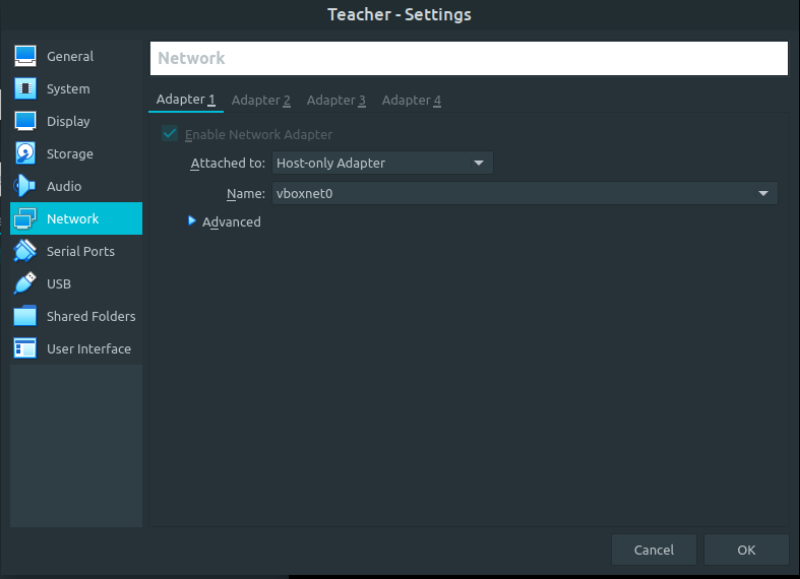 Teacher - Settings
General
System
Display
Storage
Audio
Network
Serial Ports
USB
Shared Folders
User Interface
Network
Adapter 1 Adapter 2 Adapter 3 Adapter 4
Enable Network Adapter
Attached to: Host-only Adapter
Name: vboxnet0
Advanced
Cancel OK